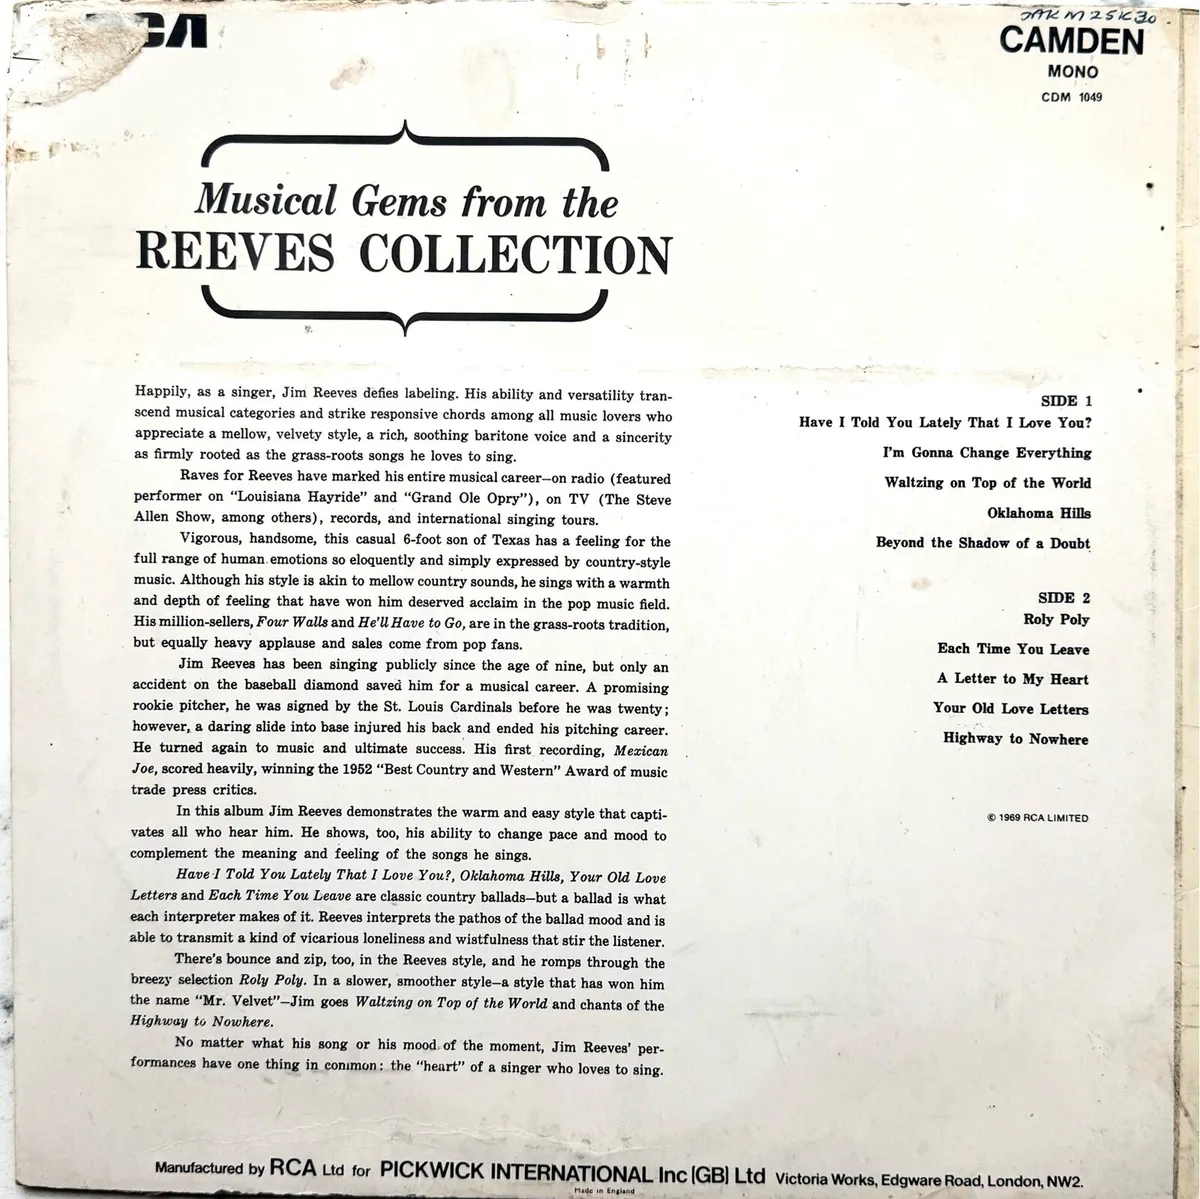 CA
CAMDEN
MONO
CDM 1049
Musical Gems from the
REEVES COLLECTION
Happily, as a singer, Jim Reeves defies labeling. His ability and versatility tran-
scend musical categories and strike responsive chords among all music lovers who
appreciate a mellow, velvety style, a rich, soothing baritone voice and a sincerity
as firmly rooted as the grass-roots songs he loves to sing.
Raves for Reeves have marked his entire musical career—on radio (featured
performer on “Louisiana Hayride” and “Grand Ole Opry”), on TV (The Steve
Allen Show, among others), records, and international singing tours.
Vigorous, handsome, this casual 6-foot son of Texas has a feeling for the
full range of human emotions so eloquently and simply expressed by country-style
music. Although his style is akin to mellow country sounds, he sings with a warmth
and depth of feeling that have won him deserved acclaim in the pop music field.
His million-sellers, Four Walls and He'll Have to Go, are in the grass-roots tradition,
but equally heavy applause and sales come from pop fans.
Jim Reeves has been singing publicly since the age of nine, but only an
accident on the baseball diamond saved him for a musical career. A promising
rookie pitcher, he was signed by the St. Louis Cardinals before he was twenty;
however, a daring slide into base injured his back and ended his pitching career.
He turned again to music and ultimate success. His first recording, Mexican
Joe, scored heavily, winning the 1952 “Best Country and Western” Award of music
trade press critics.
In this album Jim Reeves demonstrates the warm and easy style that capti-
vates all who hear him. He shows, too, his ability to change pace and mood to
complement the meaning and feeling of the songs he sings.
Have I Told You Lately That I Love You?, Oklahoma Hills, Your Old Love
Letters and Each Time You Leave are classic country ballads—but a ballad is what
each interpreter makes of it. Reeves interprets the pathos of the ballad mood and is
able to transmit a kind of vicarious loneliness and wistfulness that stir the listener.
There's bounce and zip, too, in the Reeves style, and he romps through the
breezy selection Roly Poly. In a slower, smoother style—a style that has won him
the name “Mr. Velvet”—Jim goes Waltzing on Top of the World and chants of the
Highway to Nowhere.
No matter what his song or his mood of the moment, Jim Reeves' per-
formances have one thing in common: the “heart” of a singer who loves to sing.
SIDE 1
Have I Told You Lately That I Love You?
I'm Gonna Change Everything
Waltzing on Top of the World
Oklahoma Hills
Beyond the Shadow of a Doubt
SIDE 2
Roly Poly
Each Time You Leave
A Letter to My Heart
Your Old Love Letters
Highway to Nowhere
© 1969 RCA LIMITED
Manufactured by RCA Ltd for PICKWICK INTERNATIONAL Inc (GB) Ltd Victoria Works, Edgware Road, London, NW2.
Made in England